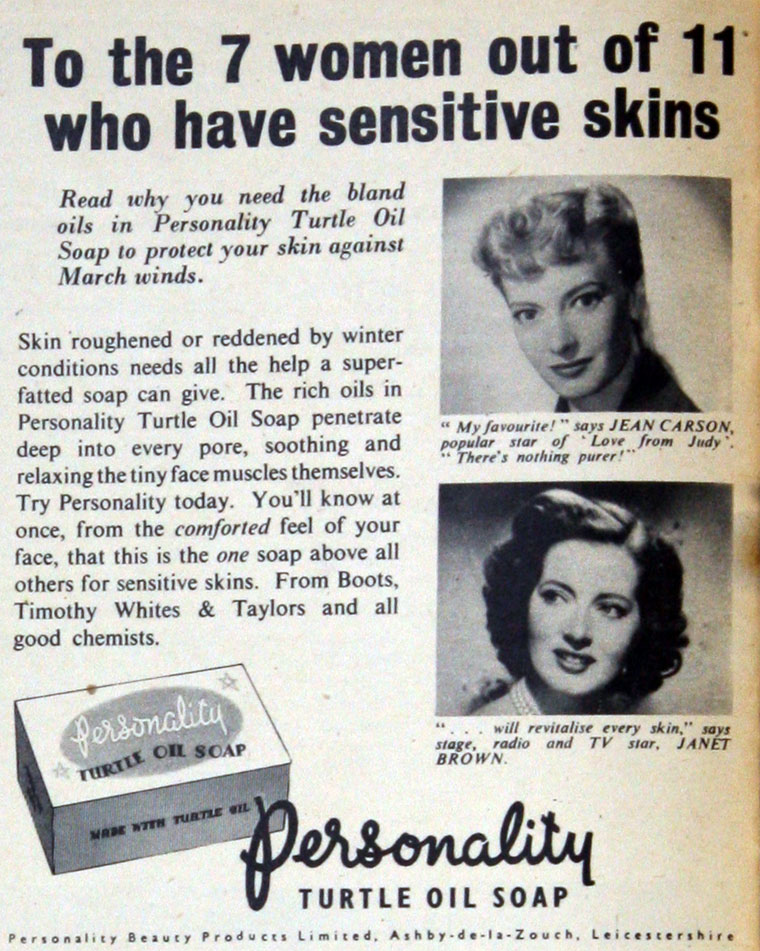 To the 7 women out of 11
who have sensitive skins
Read why you need the bland
oils in Personality Turtle Oil
Soap to protect your skin against
March winds.
Skin roughened or reddened by winter
conditions needs all the help a super-
fatted soap can give. The rich oils in
Personality Turtle Oil Soap penetrate
deep into every pore, soothing and
relaxing the tiny face muscles themselves.
Try Personality today. You'll know at
once, from the comforted feel of your
face, that this is the one soap above all
others for sensitive skins. From Boots,
Timothy Whites & Taylors and all
good chemists.
" My favourite! " says JEAN CARSON,
popular star of ' Love from Judy '.
" There's nothing purer! "
" . . . will revitalise every skin," says
stage, radio and TV star, JANET
BROWN.
Personality
TURTLE OIL SOAP
MADE WITH TURTLE OIL
Personality
TURTLE OIL SOAP
Personality Beauty Products Limited, Ashby-de-la-Zouch, Leicestershire